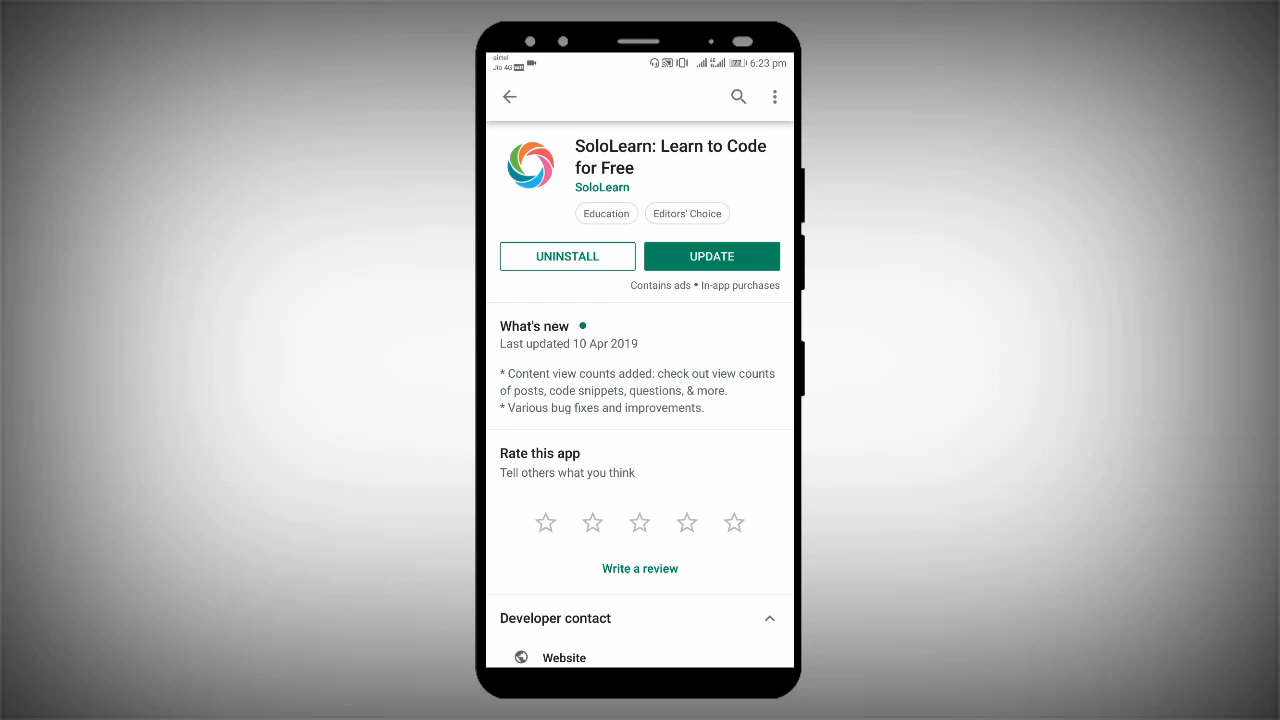 airtel
6:23 pm
Jio 4G
SoloLearn: Learn to Code
for Free
SoloLearn
Education
Editors' Choice
UNINSTALL
UPDATE
Contains ads • In-app purchases
What's new
Last updated 10 Apr 2019
* Content view counts added: check out view counts
of posts, code snippets, questions, & more.
* Various bug fixes and improvements.
Rate this app
Tell others what you think
Write a review
Developer contact
Website